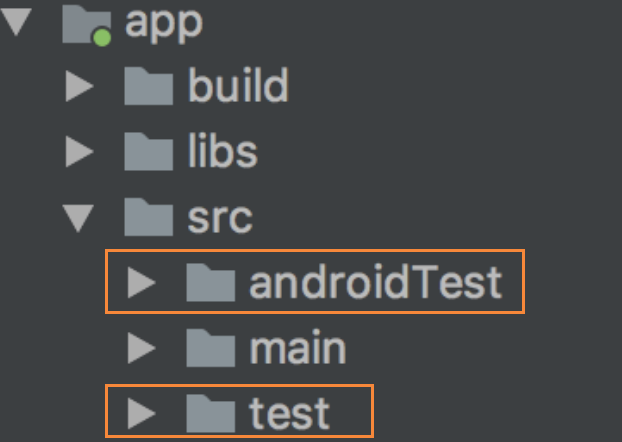 app
build
libs
src
androidTest
main
test